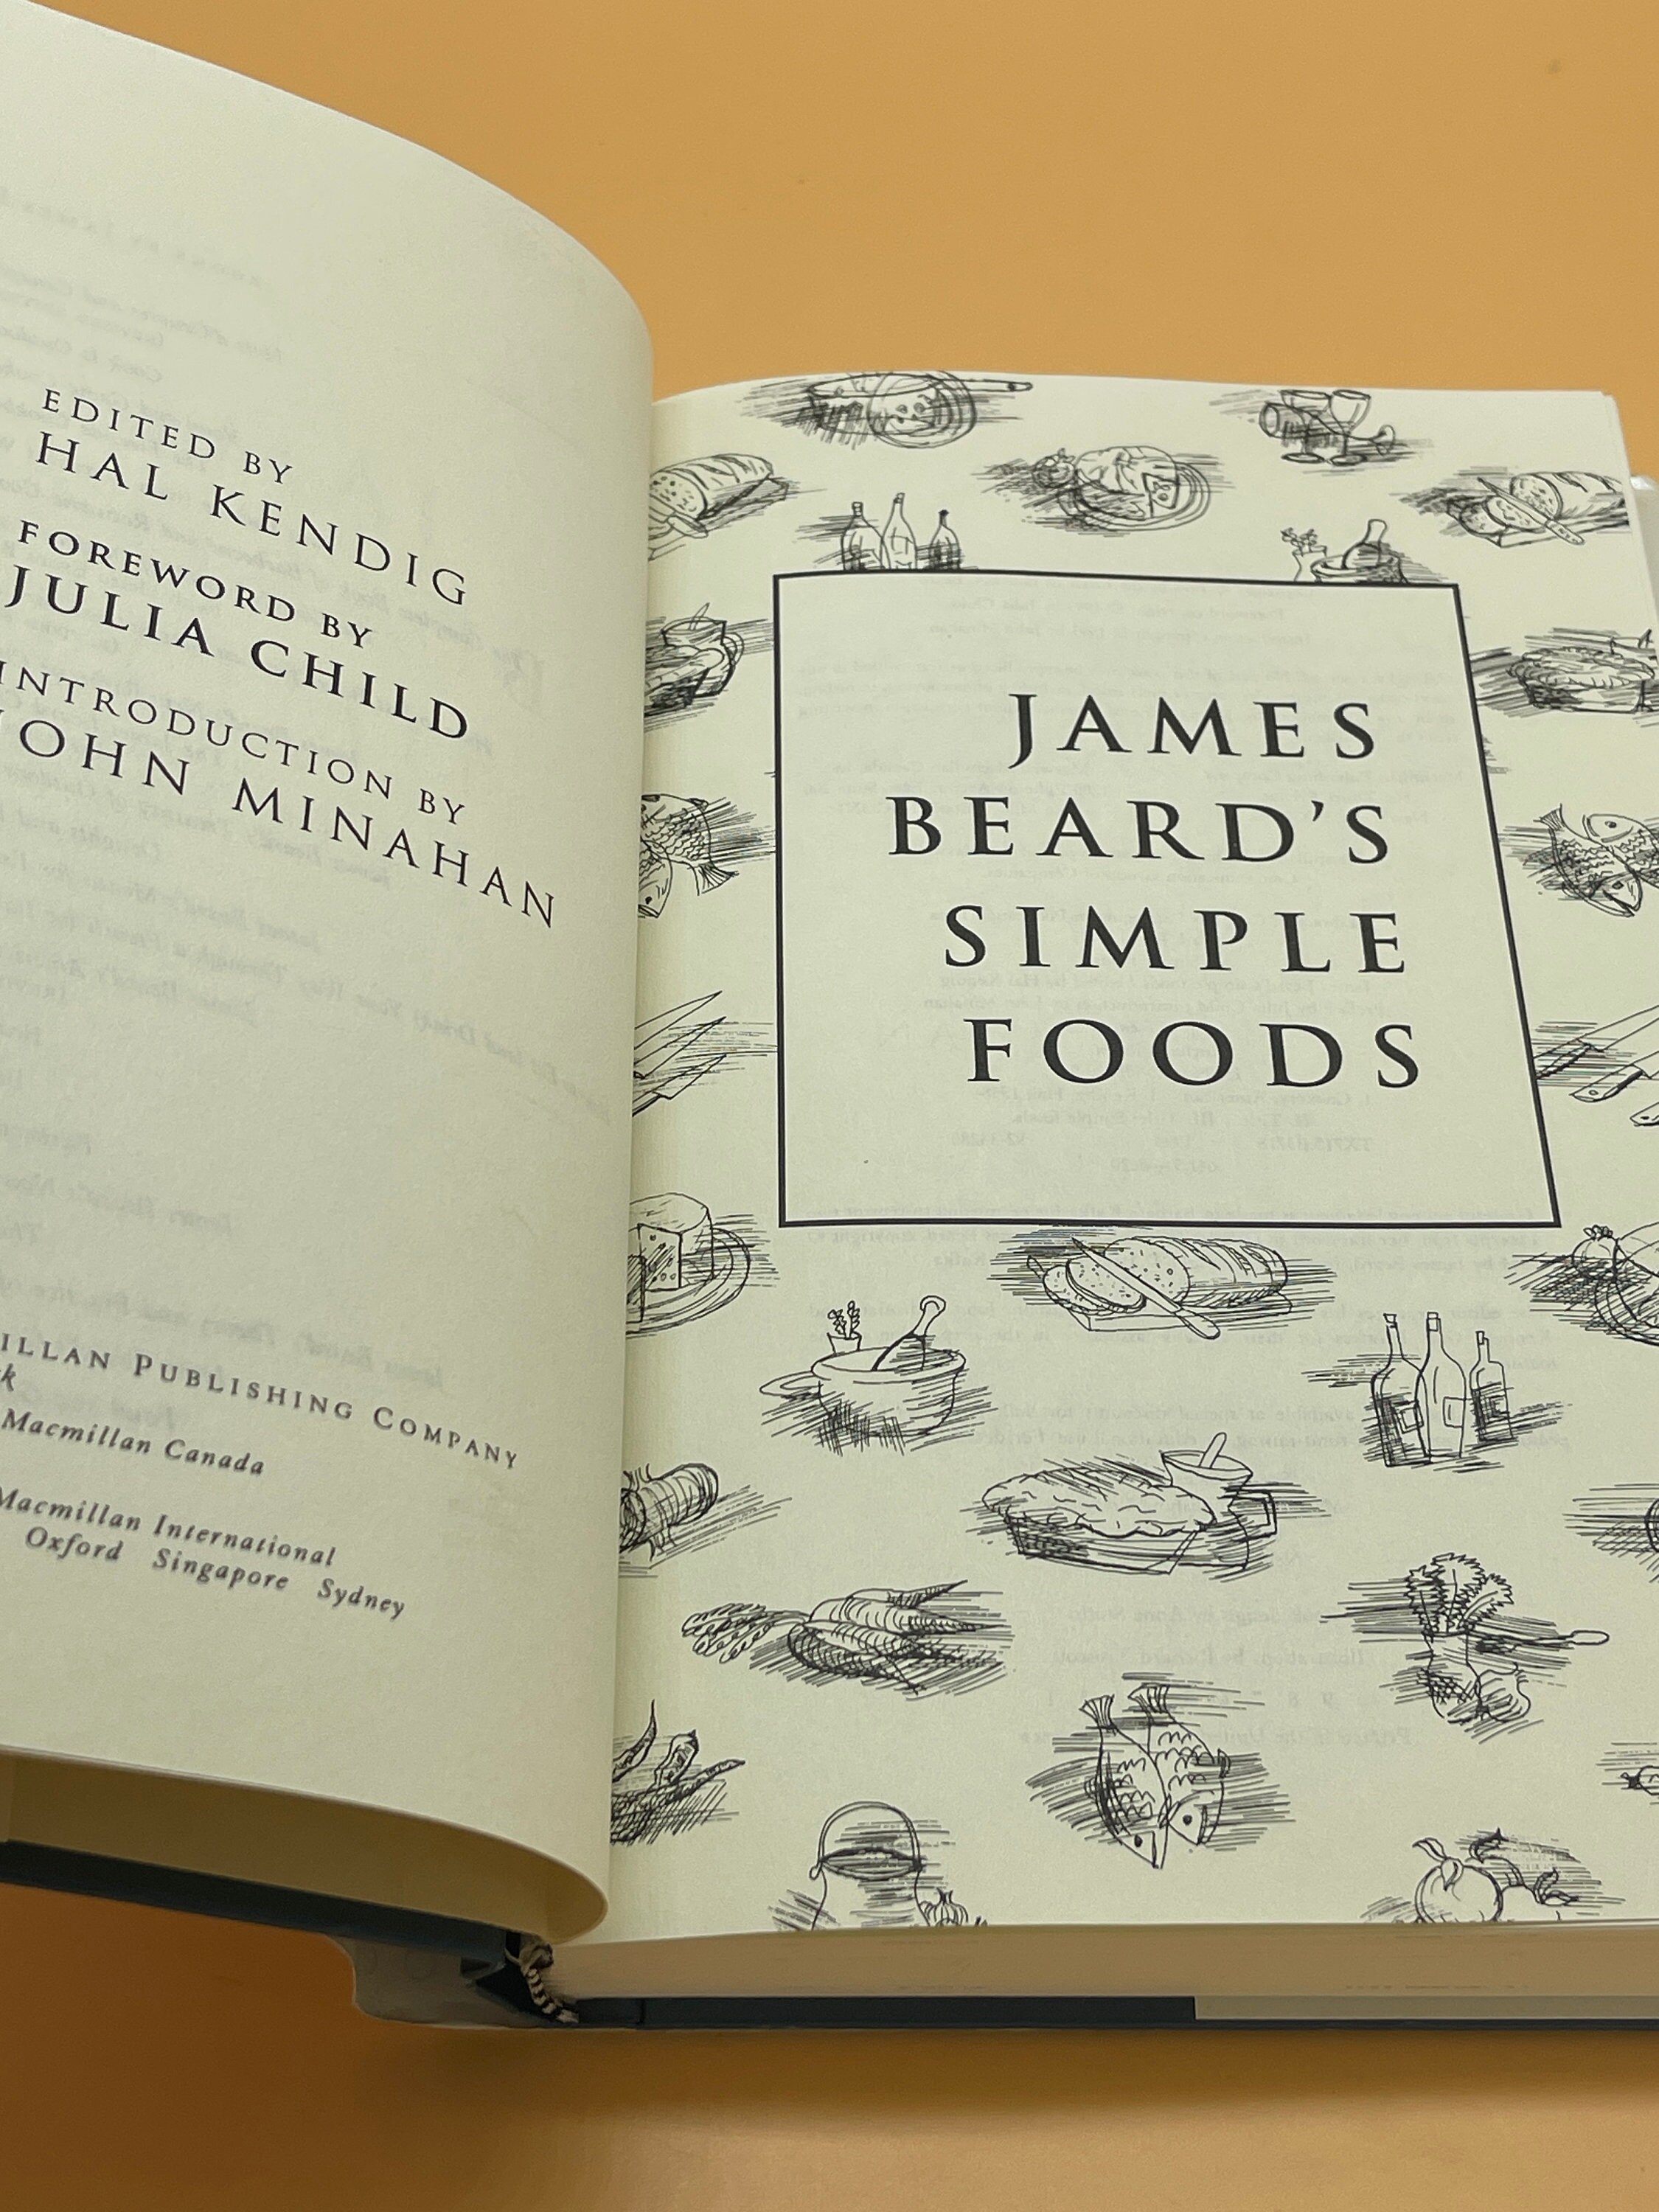 EDITED BY
HAL KENDIG
FOREWORD BY
JULIA CHILD
INTRODUCTION BY
JOHN MINAHAN
PUBLISHING COMPANY
Macmillan Canada
Macmillan International
Oxford Singapore Sydney
JAMES
BEARD'S
SIMPLE
FOODS